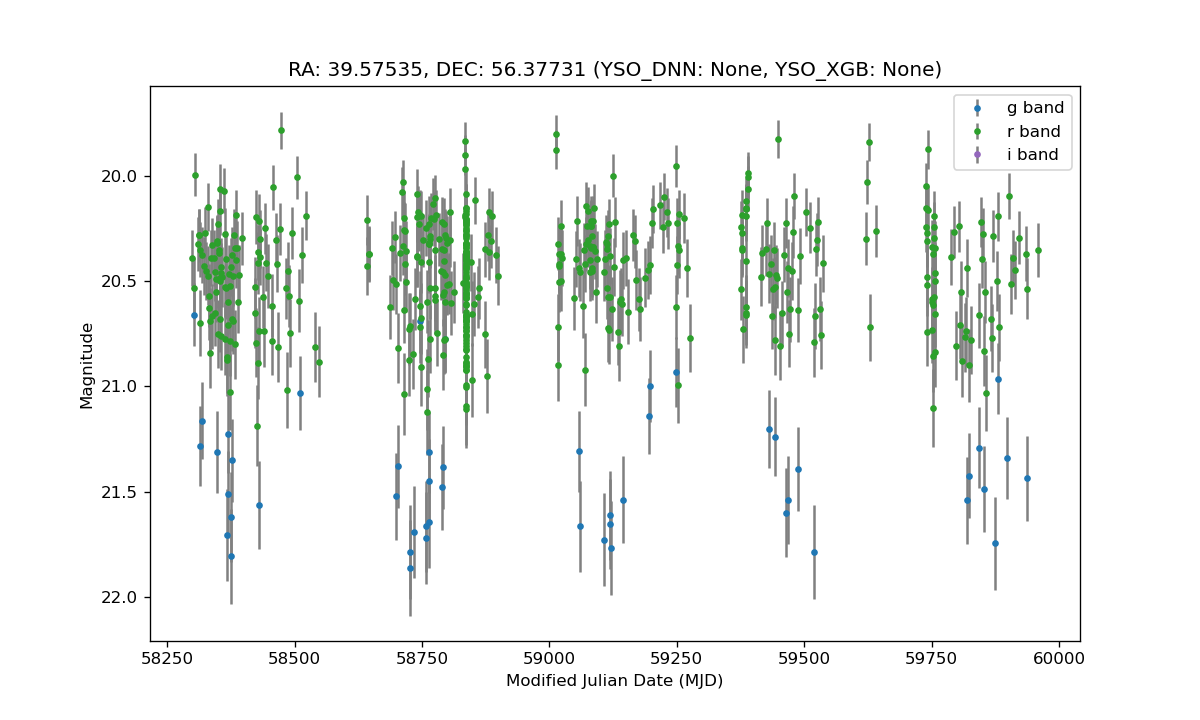 RA: 39.57535, DEC: 56.37731 (YSO_DNN: None, YSO_XGB: None)
g band
r band
i band
20.0
20.5
21.0
21.5
22.0
Magnitude
58250
58500
58750
59000
59250
59500
59750
60000
Modified Julian Date (MJD)